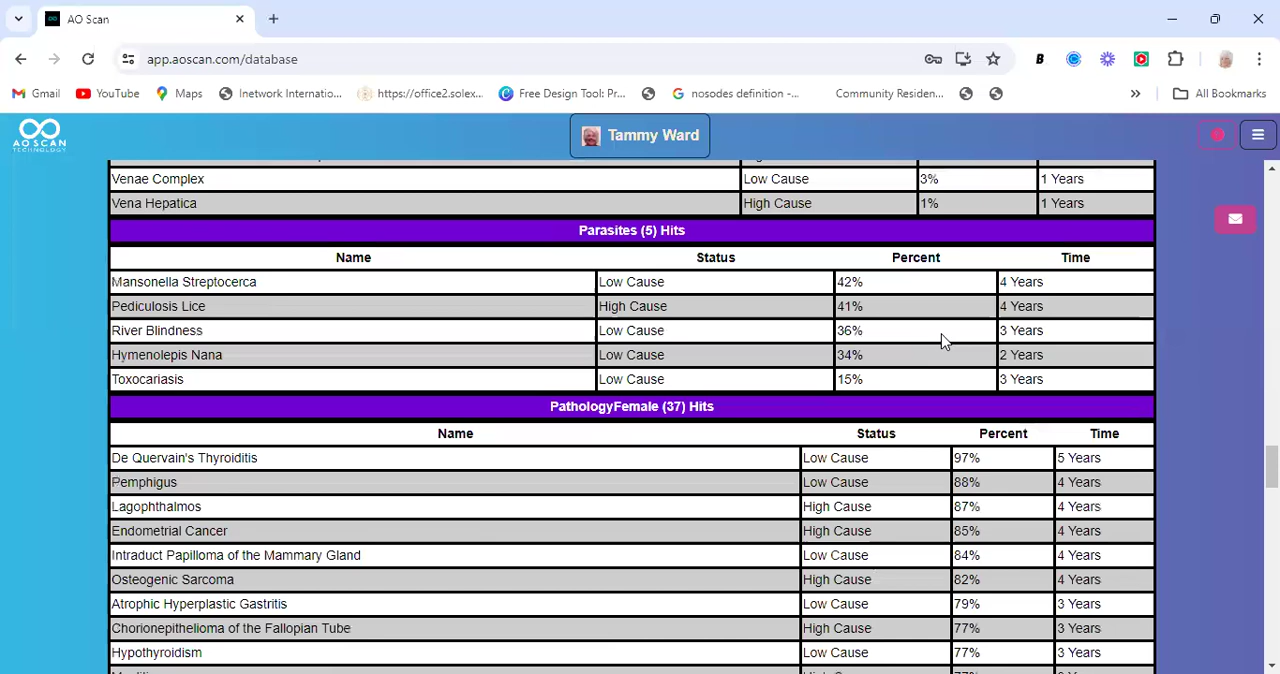 AO Scan
app.aoscan.com/database
B
Gmail YouTube Maps Inetwork Internatio... https://office2.solex... Free Design Tool: Pr... nosodes definition -... Community Residen... » All Bookmarks
AO SCAN
TECHNOLOGY
Tammy Ward
Venae Complex Low Cause 3% 1 Years
Vena Hepatica High Cause 1% 1 Years
Parasites (5) Hits
Name Status Percent Time
Mansonella Streptocerca Low Cause 42% 4 Years
Pediculosis Lice High Cause 41% 4 Years
River Blindness Low Cause 36% 3 Years
Hymenolepis Nana Low Cause 34% 2 Years
Toxocariasis Low Cause 15% 3 Years
PathologyFemale (37) Hits
Name Status Percent Time
De Quervain's Thyroiditis Low Cause 97% 5 Years
Pemphigus Low Cause 88% 4 Years
Lagophthalmos High Cause 87% 4 Years
Endometrial Cancer High Cause 85% 4 Years
Intraduct Papilloma of the Mammary Gland Low Cause 84% 4 Years
Osteogenic Sarcoma High Cause 82% 4 Years
Atrophic Hyperplastic Gastritis Low Cause 79% 3 Years
Chorionepithelioma of the Fallopian Tube High Cause 77% 3 Years
Hypothyroidism Low Cause 77% 3 Years